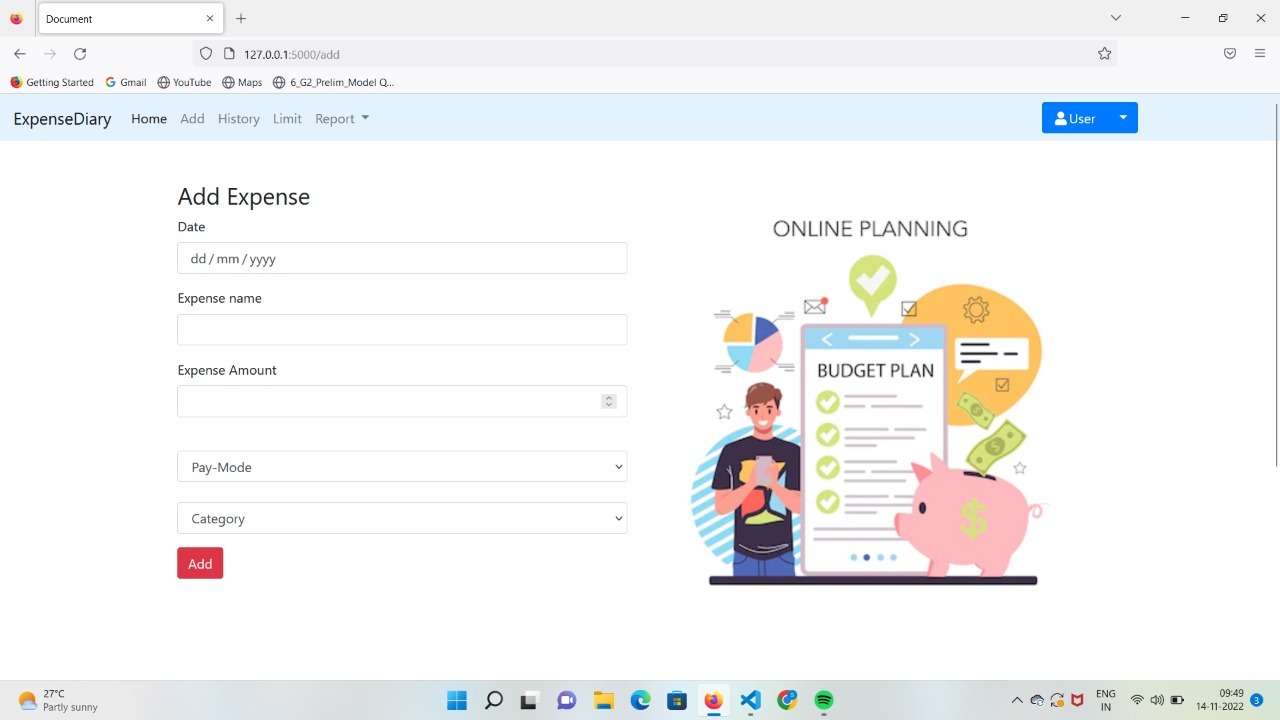 Document
127.0.0.1:5000/add
Getting Started Gmail YouTube Maps 6_G2_Prelim_Model Q...
ExpenseDiary Home Add History Limit Report User
Add Expense
Date
dd / mm / yyyy
Expense name
Expense Amount
Pay-Mode
Category
Add
ONLINE PLANNING
BUDGET PLAN
27°C
Partly sunny
ENG
IN
09:49
14-11-2022
3